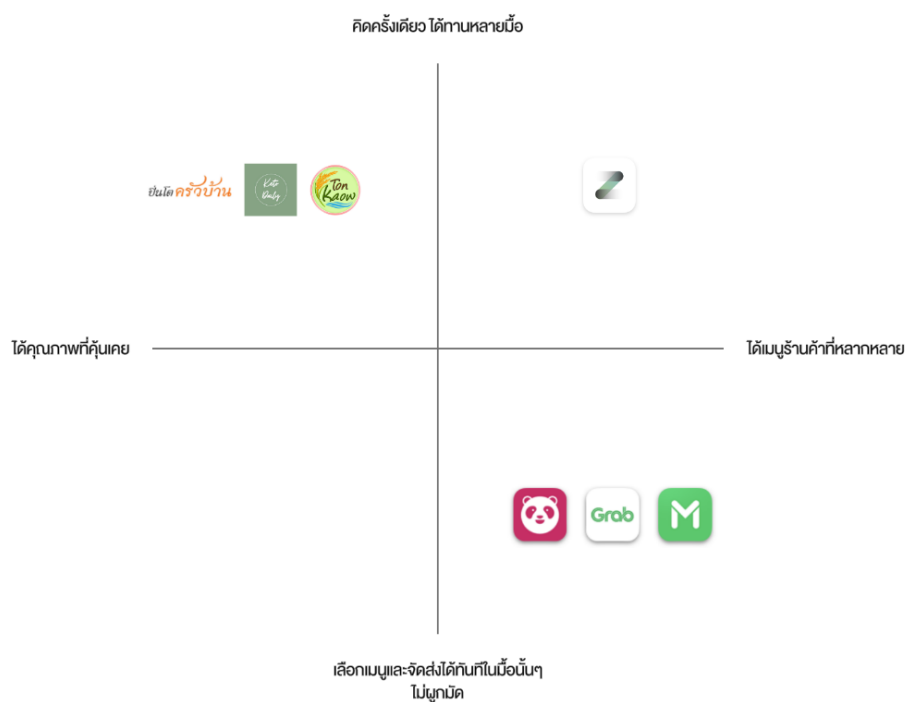 คิดครั้งเดียว ได้ทานหลายมื้อ
ปิ่นโต ครัวบ้าน
Keto
Daily
Ton
Kaow
ได้คุณภาพที่คุ้นเคย
ได้เมนูร้านค้าที่หลากหลาย
Grab
เลือกเมนูและจัดส่งได้ทันทีในมื้อนั้นๆ
ไม่ผูกมัด